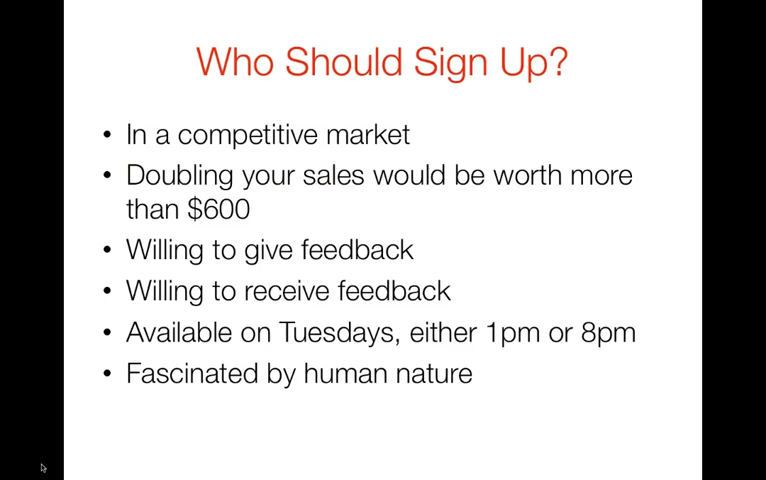 Who Should Sign Up?
• In a competitive market
• Doubling your sales would be worth more
than $600
• Willing to give feedback
• Willing to receive feedback
• Available on Tuesdays, either 1pm or 8pm
• Fascinated by human nature